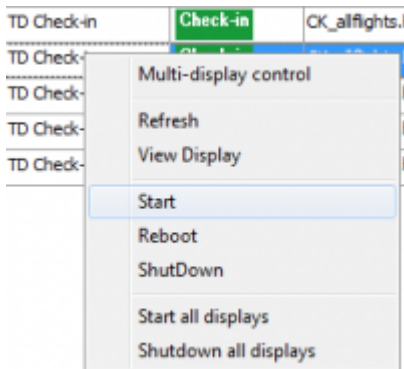 TD Check-in Check-in CK_allflights.
TD Check-
Multi-display control
TD Check-
Refresh
TD Check-
View Display
TD Check-
Start
Reboot
ShutDown
Start all displays
Shutdown all displays